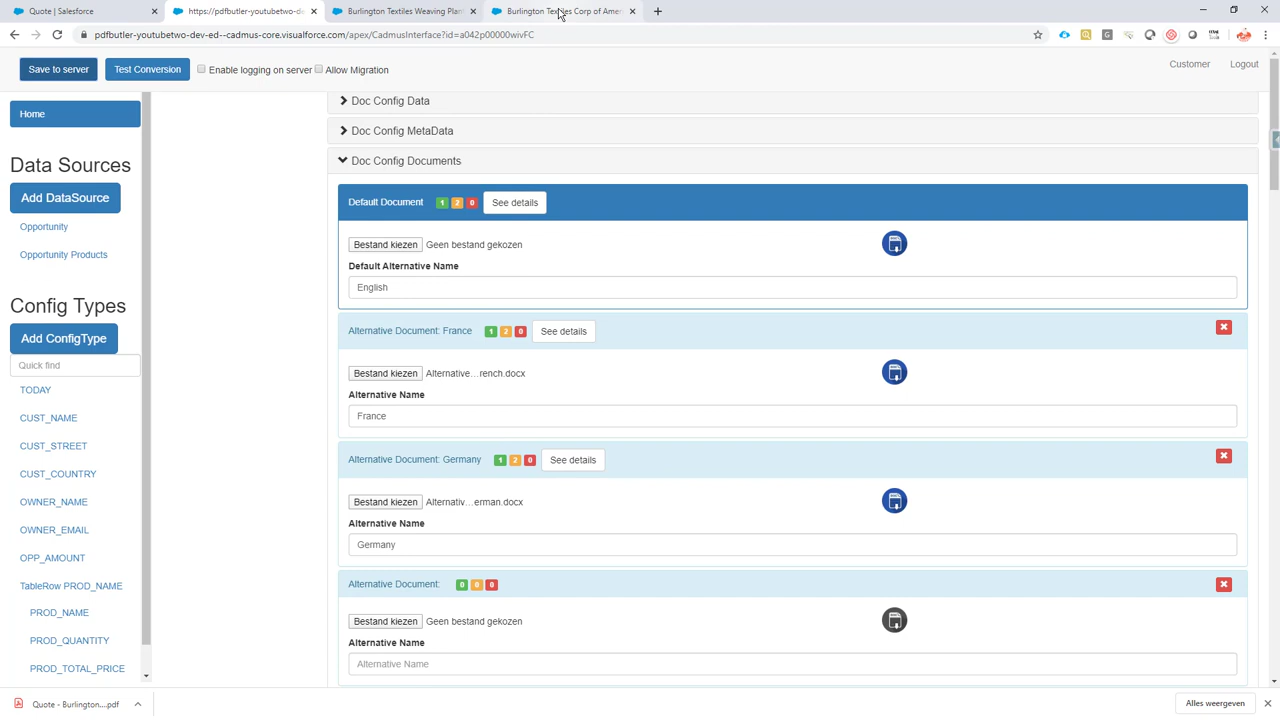 Quote | Salesforce
https://pdfbutler-youtubetwo-de
Burlington Textiles Weaving Plan
Burlington Textiles Corp of Amer
pdfbutler-youtubetwo-dev-ed--cadmus-core.visualforce.com/apex/CadmusInterface?id=a042p00000wivFC
Save to server
Test Conversion
Enable logging on server
Allow Migration
Customer
Logout
Home
Data Sources
Add DataSource
Opportunity
Opportunity Products
Config Types
Add ConfigType
Quick find
TODAY
CUST_NAME
CUST_STREET
CUST_COUNTRY
OWNER_NAME
OWNER_EMAIL
OPP_AMOUNT
TableRow PROD_NAME
PROD_NAME
PROD_QUANTITY
PROD_TOTAL_PRICE
Doc Config Data
Doc Config MetaData
Doc Config Documents
Default Document 1 2 0 See details
Bestand kiezen Geen bestand gekozen
Default Alternative Name
English
Alternative Document: France 1 2 0 See details
Bestand kiezen Alternative…rench.docx
Alternative Name
France
Alternative Document: Germany 1 2 0 See details
Bestand kiezen Alternativ…erman.docx
Alternative Name
Germany
Alternative Document: 0 0 0
Bestand kiezen Geen bestand gekozen
Alternative Name
Alternative Name
Quote - Burlington....pdf
Alles weergeven